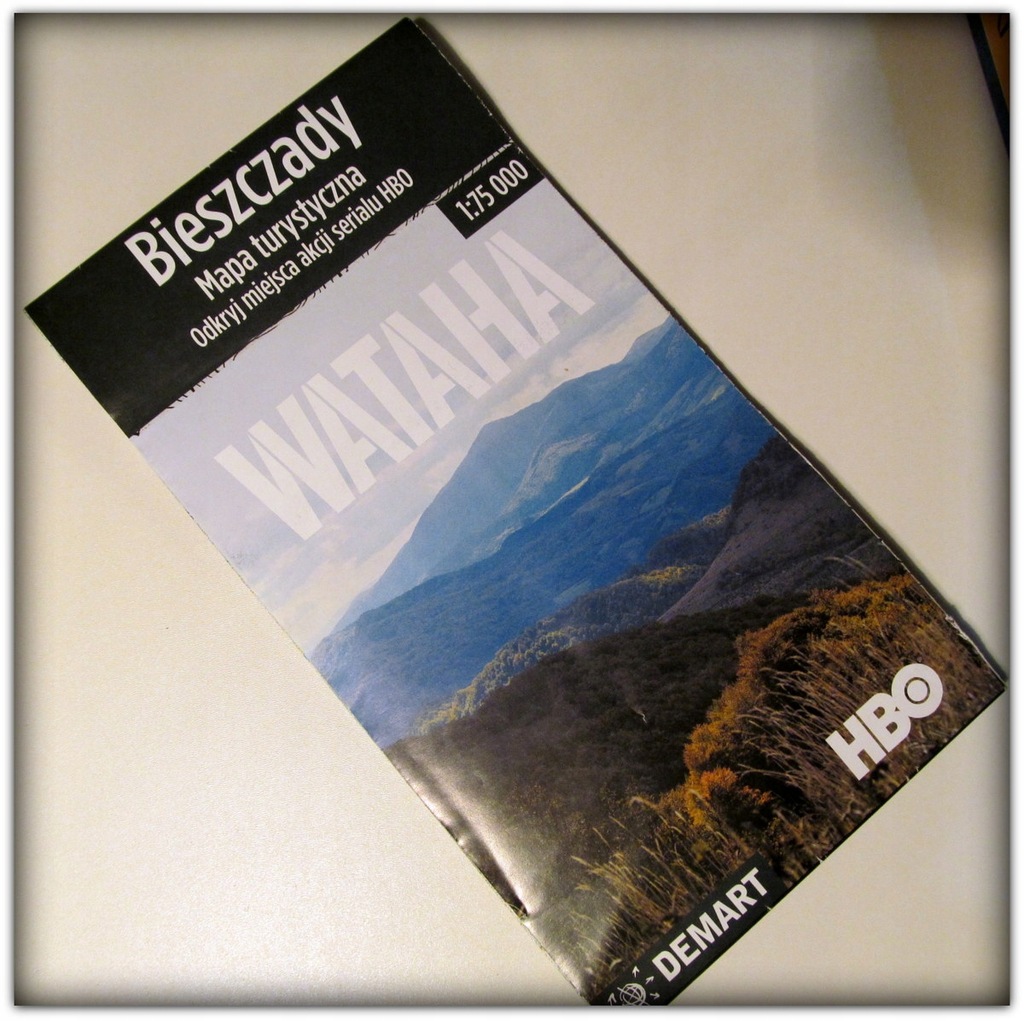 Bieszczady
Mapa turystyczna
Odkryj miejsca akcji serialu HBO
1:75 000
WATAHA
HBO
DEMART